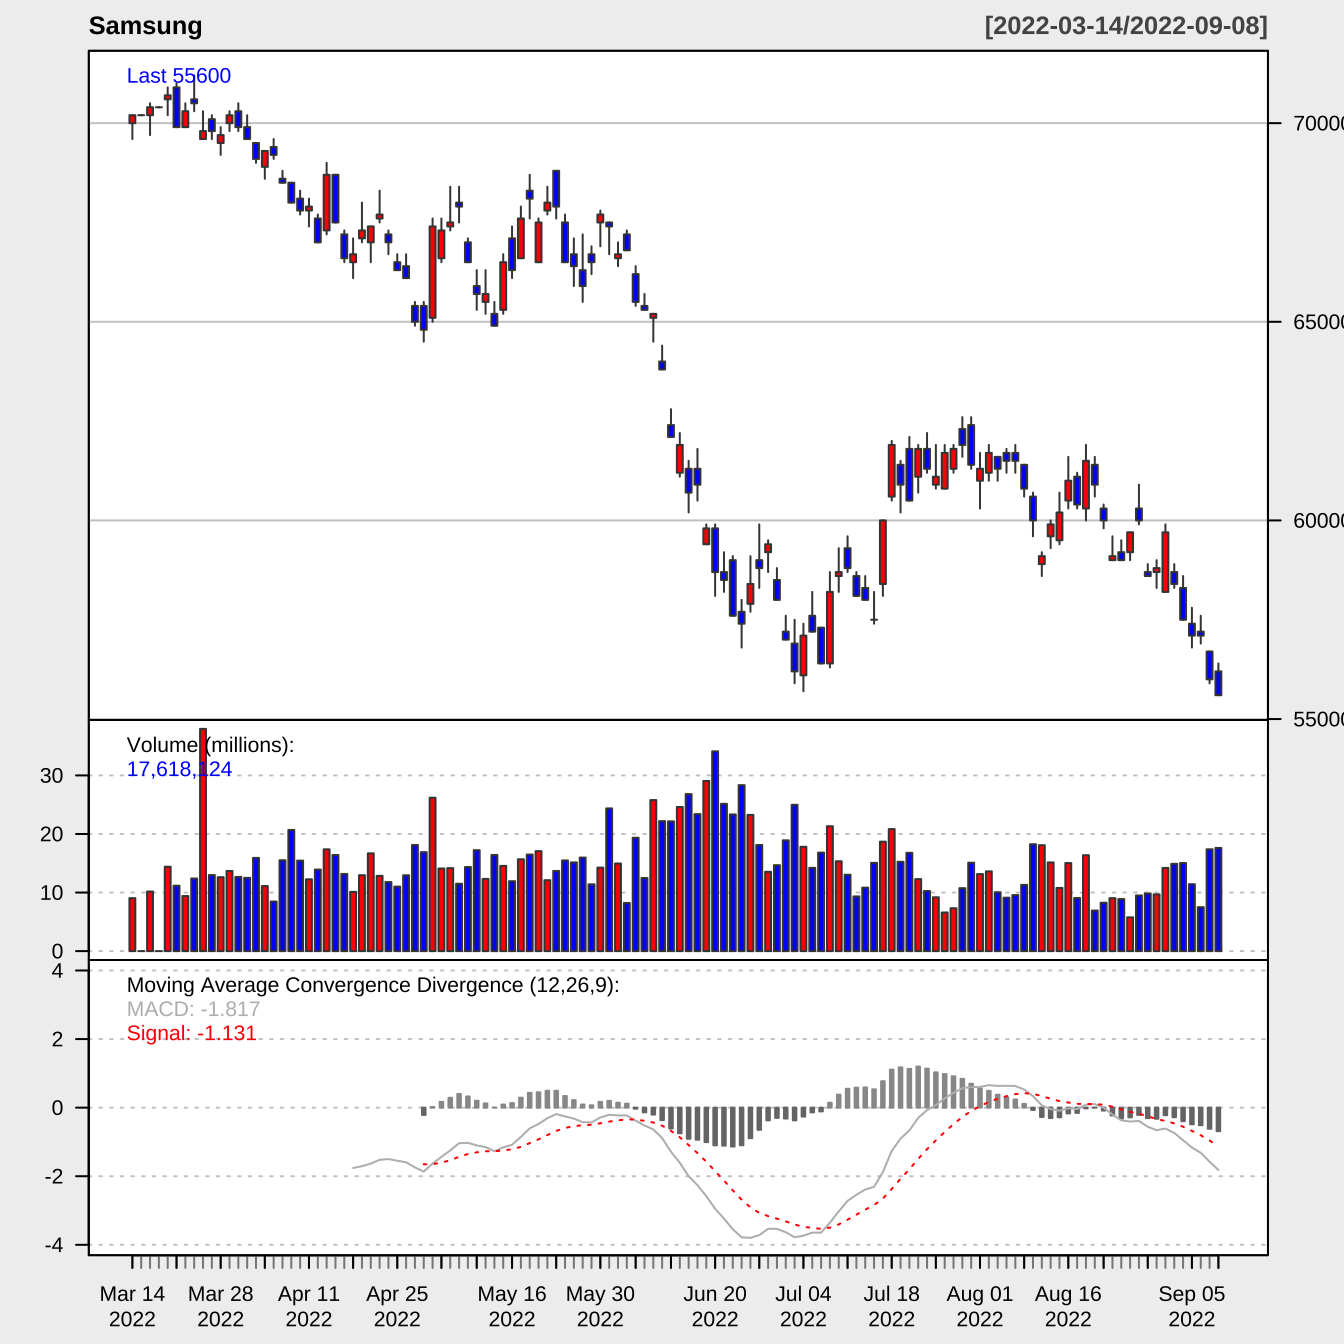 Samsung
[2022-03-14/2022-09-08]
Last 55600
70000
65000
60000
55000
Volume (millions):
17,618,124
30
20
10
0
Moving Average Convergence Divergence (12,26,9):
MACD: -1.817
Signal: -1.131
4
2
0
-2
-4
Mar 14 Mar 28 Apr 11 Apr 25 May 16 May 30 Jun 20 Jul 04 Jul 18 Aug 01 Aug 16 Sep 05
2022 2022 2022 2022 2022 2022 2022 2022 2022 2022 2022 2022